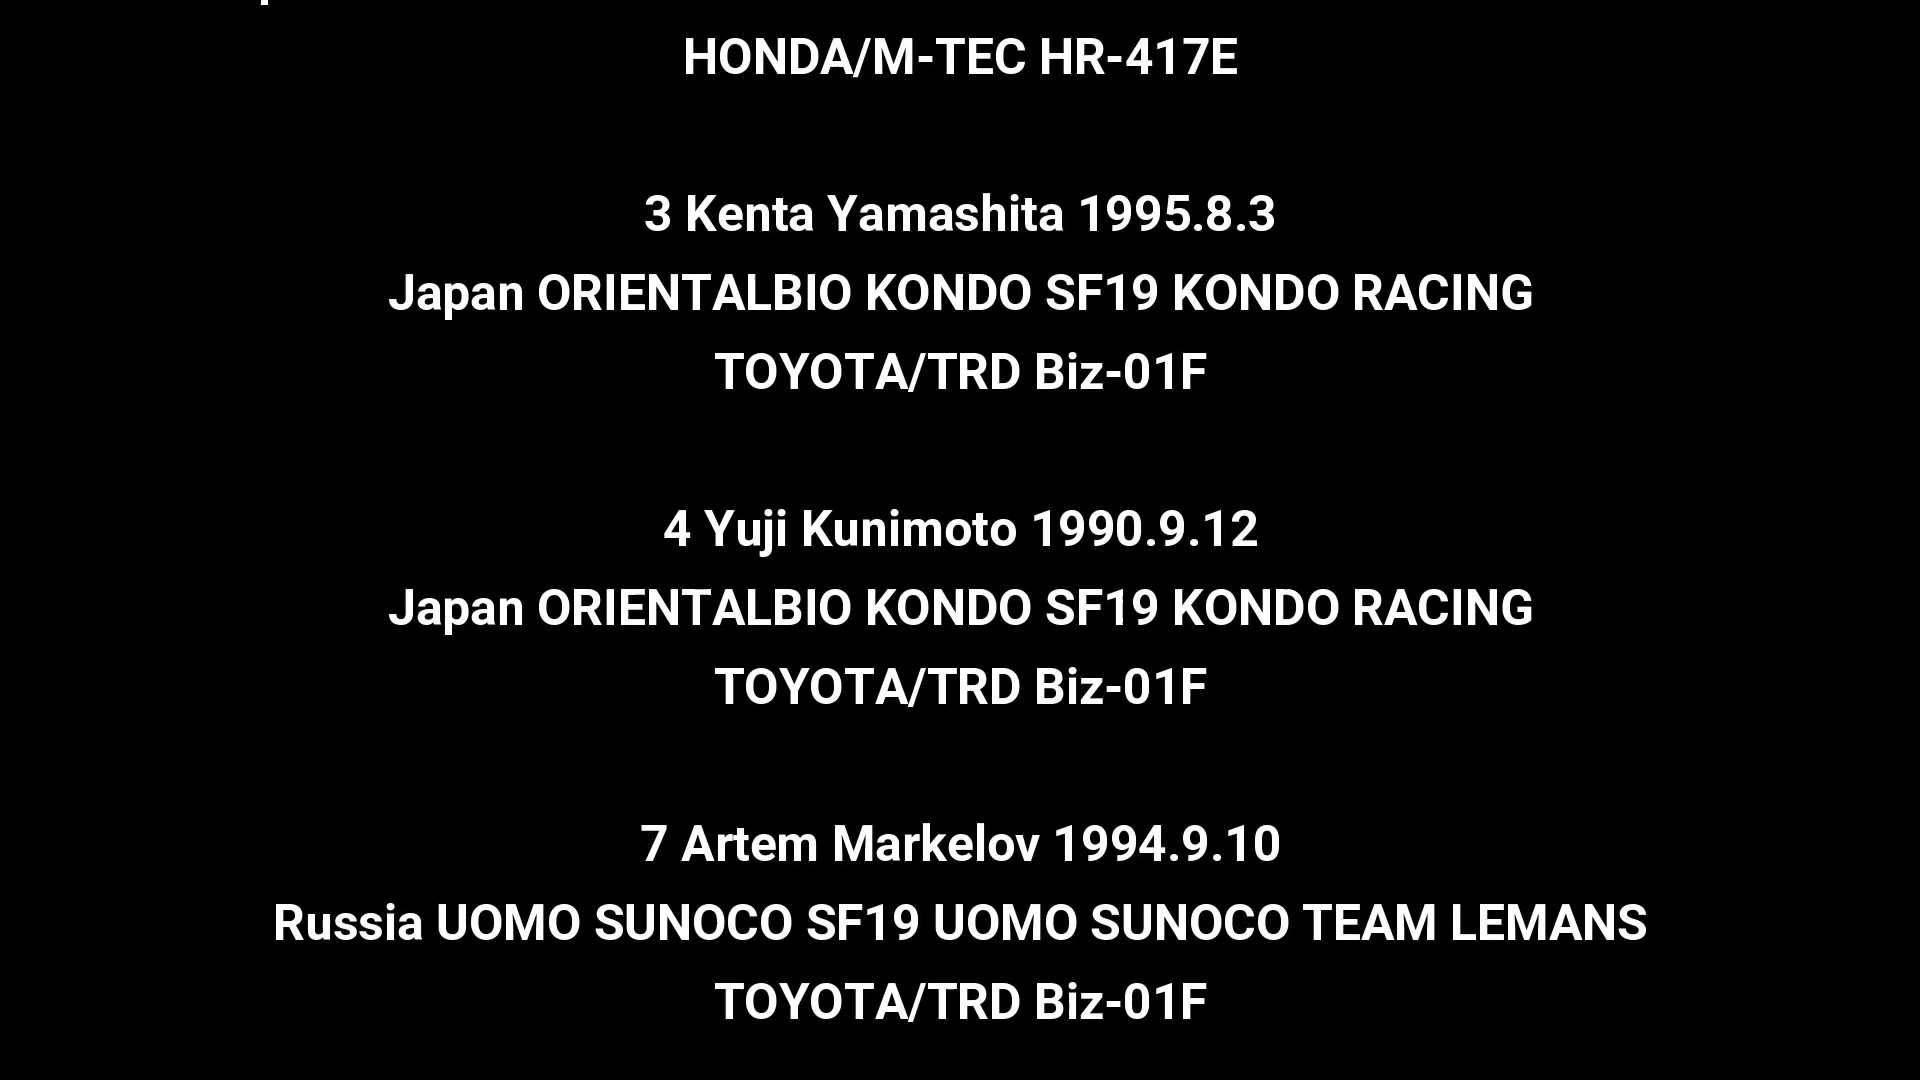 HONDA/M-TEC HR-417E
3 Kenta Yamashita 1995.8.3
Japan ORIENTALBIO KONDO SF19 KONDO RACING
TOYOTA/TRD Biz-01F
4 Yuji Kunimoto 1990.9.12
Japan ORIENTALBIO KONDO SF19 KONDO RACING
TOYOTA/TRD Biz-01F
7 Artem Markelov 1994.9.10
Russia UOMO SUNOCO SF19 UOMO SUNOCO TEAM LEMANS
TOYOTA/TRD Biz-01F